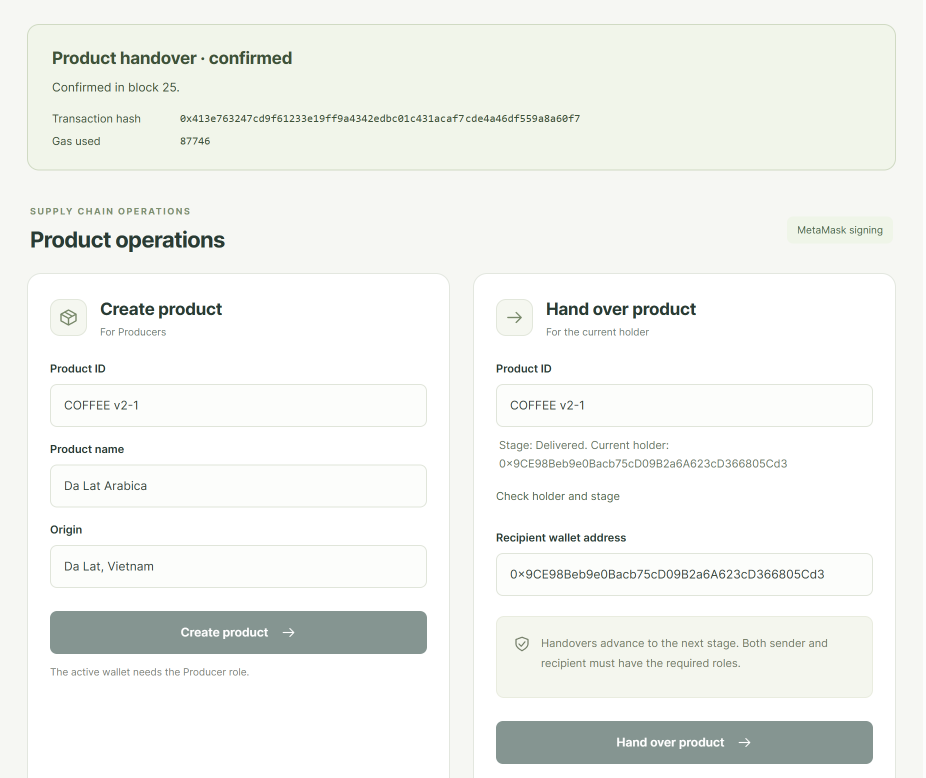 Product handover · confirmed
Confirmed in block 25.
Transaction hash 0x413e763247cd9f61233e19ff9a4342edbc01c431acaf7cde4a46df559a8a60f7
Gas used 87746
SUPPLY CHAIN OPERATIONS
Product operations
MetaMask signing
Create product
For Producers
Product ID
COFFEE v2-1
Product name
Da Lat Arabica
Origin
Da Lat, Vietnam
Create product →
The active wallet needs the Producer role.
Hand over product
For the current holder
Product ID
COFFEE v2-1
Stage: Delivered. Current holder:
0×9CE98Beb9e0Bacb75cD09B2a6A623cD366805Cd3
Check holder and stage
Recipient wallet address
0×9CE98Beb9e0Bacb75cD09B2a6A623cD366805Cd3
Handovers advance to the next stage. Both sender and
recipient must have the required roles.
Hand over product →